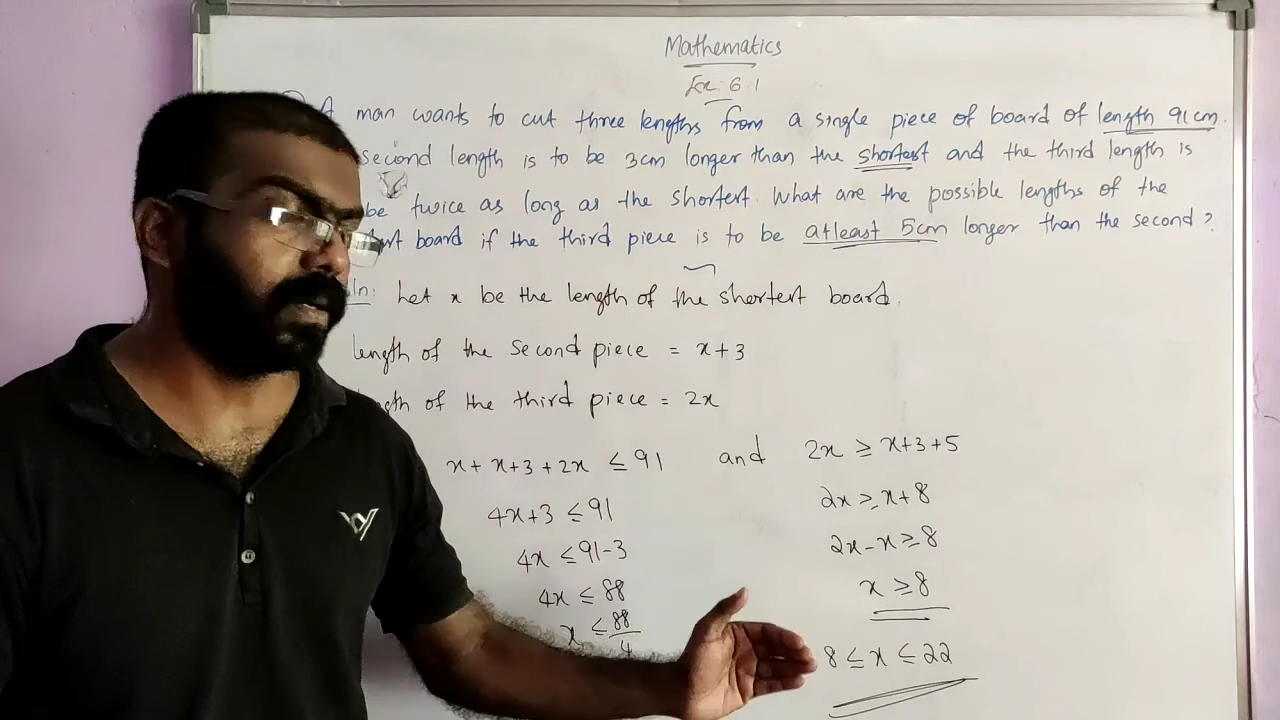 Mathematics
Ex: 6.1
A man wants to cut three lengths from a single piece of board of length 91cm.
second length is to be 3cm longer than the shortest and the third length is
be twice as long as the shortest. What are the possible lengths of the
board if the third piece is to be atleast 5cm longer than the second?
Let x be the length of the shortest board.
length of the second piece = x+3
of the third piece = 2x
x + x+3 + 2x ≤ 91 and 2x ≥ x+3+5
4x+3 ≤ 91 2x ≥ x+8
4x ≤ 91-3 2x-x ≥ 8
4x ≤ 88 x ≥ 8
x ≤ 88/4
8 ≤ x ≤ 22